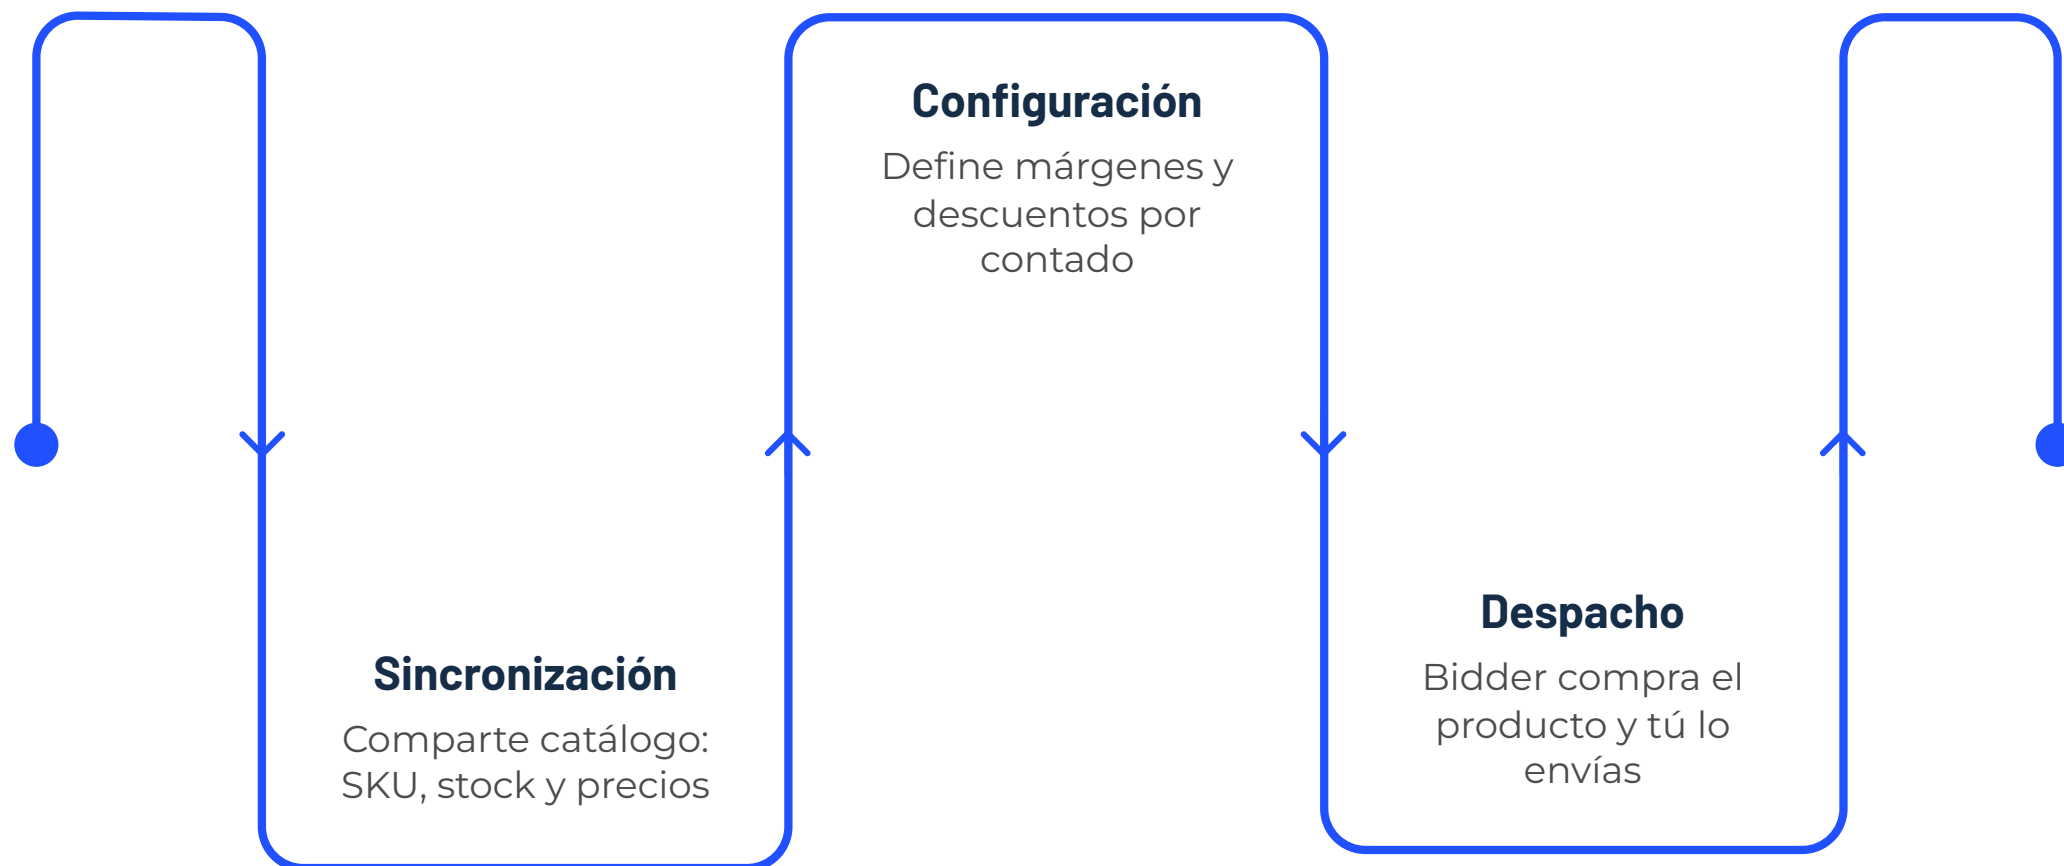 Sincronización
Comparte catálogo:
SKU, stock y precios
Configuración
Define márgenes y
descuentos por
contado
Despacho
Bidder compra el
producto y tú lo
envías